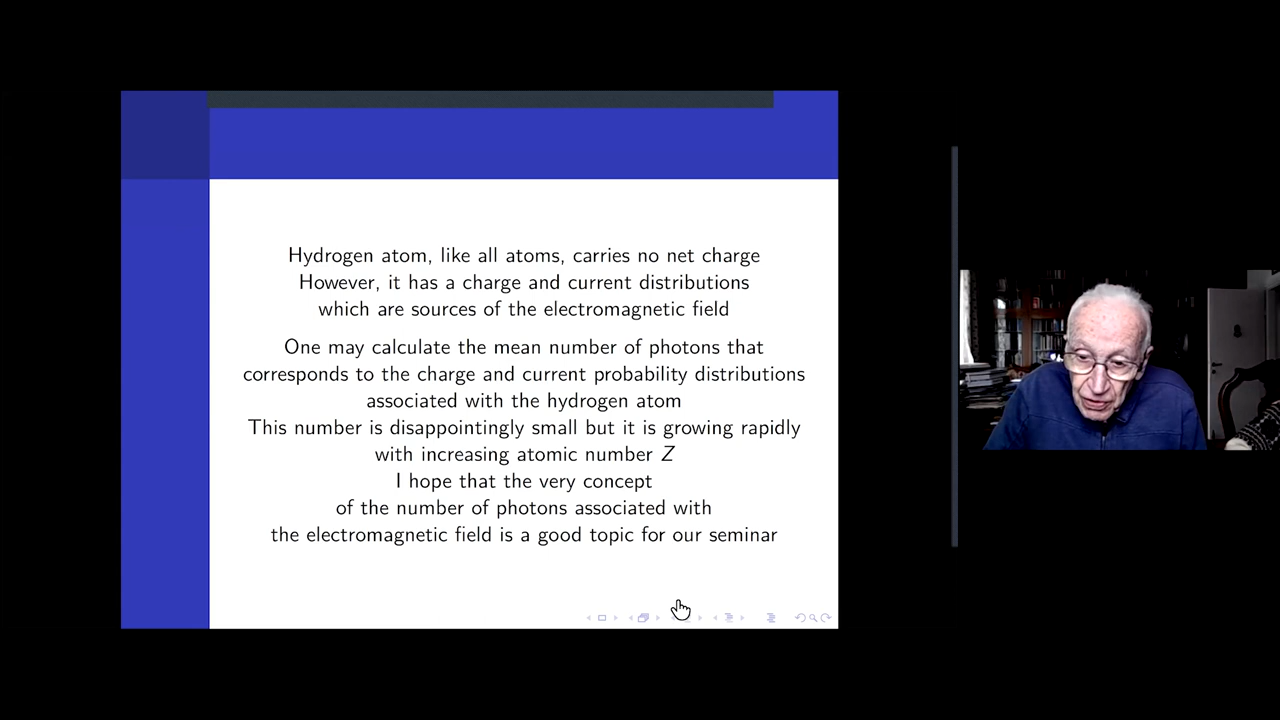 Hydrogen atom, like all atoms, carries no net charge
However, it has a charge and current distributions
which are sources of the electromagnetic field
One may calculate the mean number of photons that
corresponds to the charge and current probability distributions
associated with the hydrogen atom
This number is disappointingly small but it is growing rapidly
with increasing atomic number Z
I hope that the very concept
of the number of photons associated with
the electromagnetic field is a good topic for our seminar